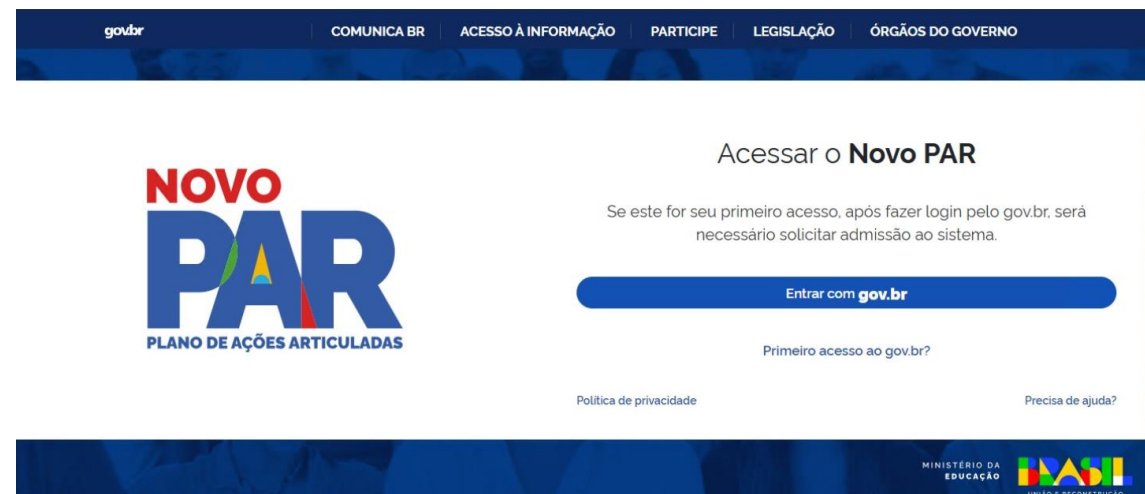 gov.br
COMUNICA BR
ACESSO À INFORMAÇÃO
PARTICIPE
LEGISLAÇÃO
ÓRGÃOS DO GOVERNO
NOVO
PAR
PLANO DE AÇÕES ARTICULADAS
Acessar o Novo PAR
Se este for seu primeiro acesso, após fazer login pelo gov.br, será
necessário solicitar admissão ao sistema.
Entrar com gov.br
Primeiro acesso ao gov.br?
Política de privacidade
Precisa de ajuda?
MINISTÉRIO DA
EDUCAÇÃO
BRASIL
UNIÃO E RECONSTRUÇÃO